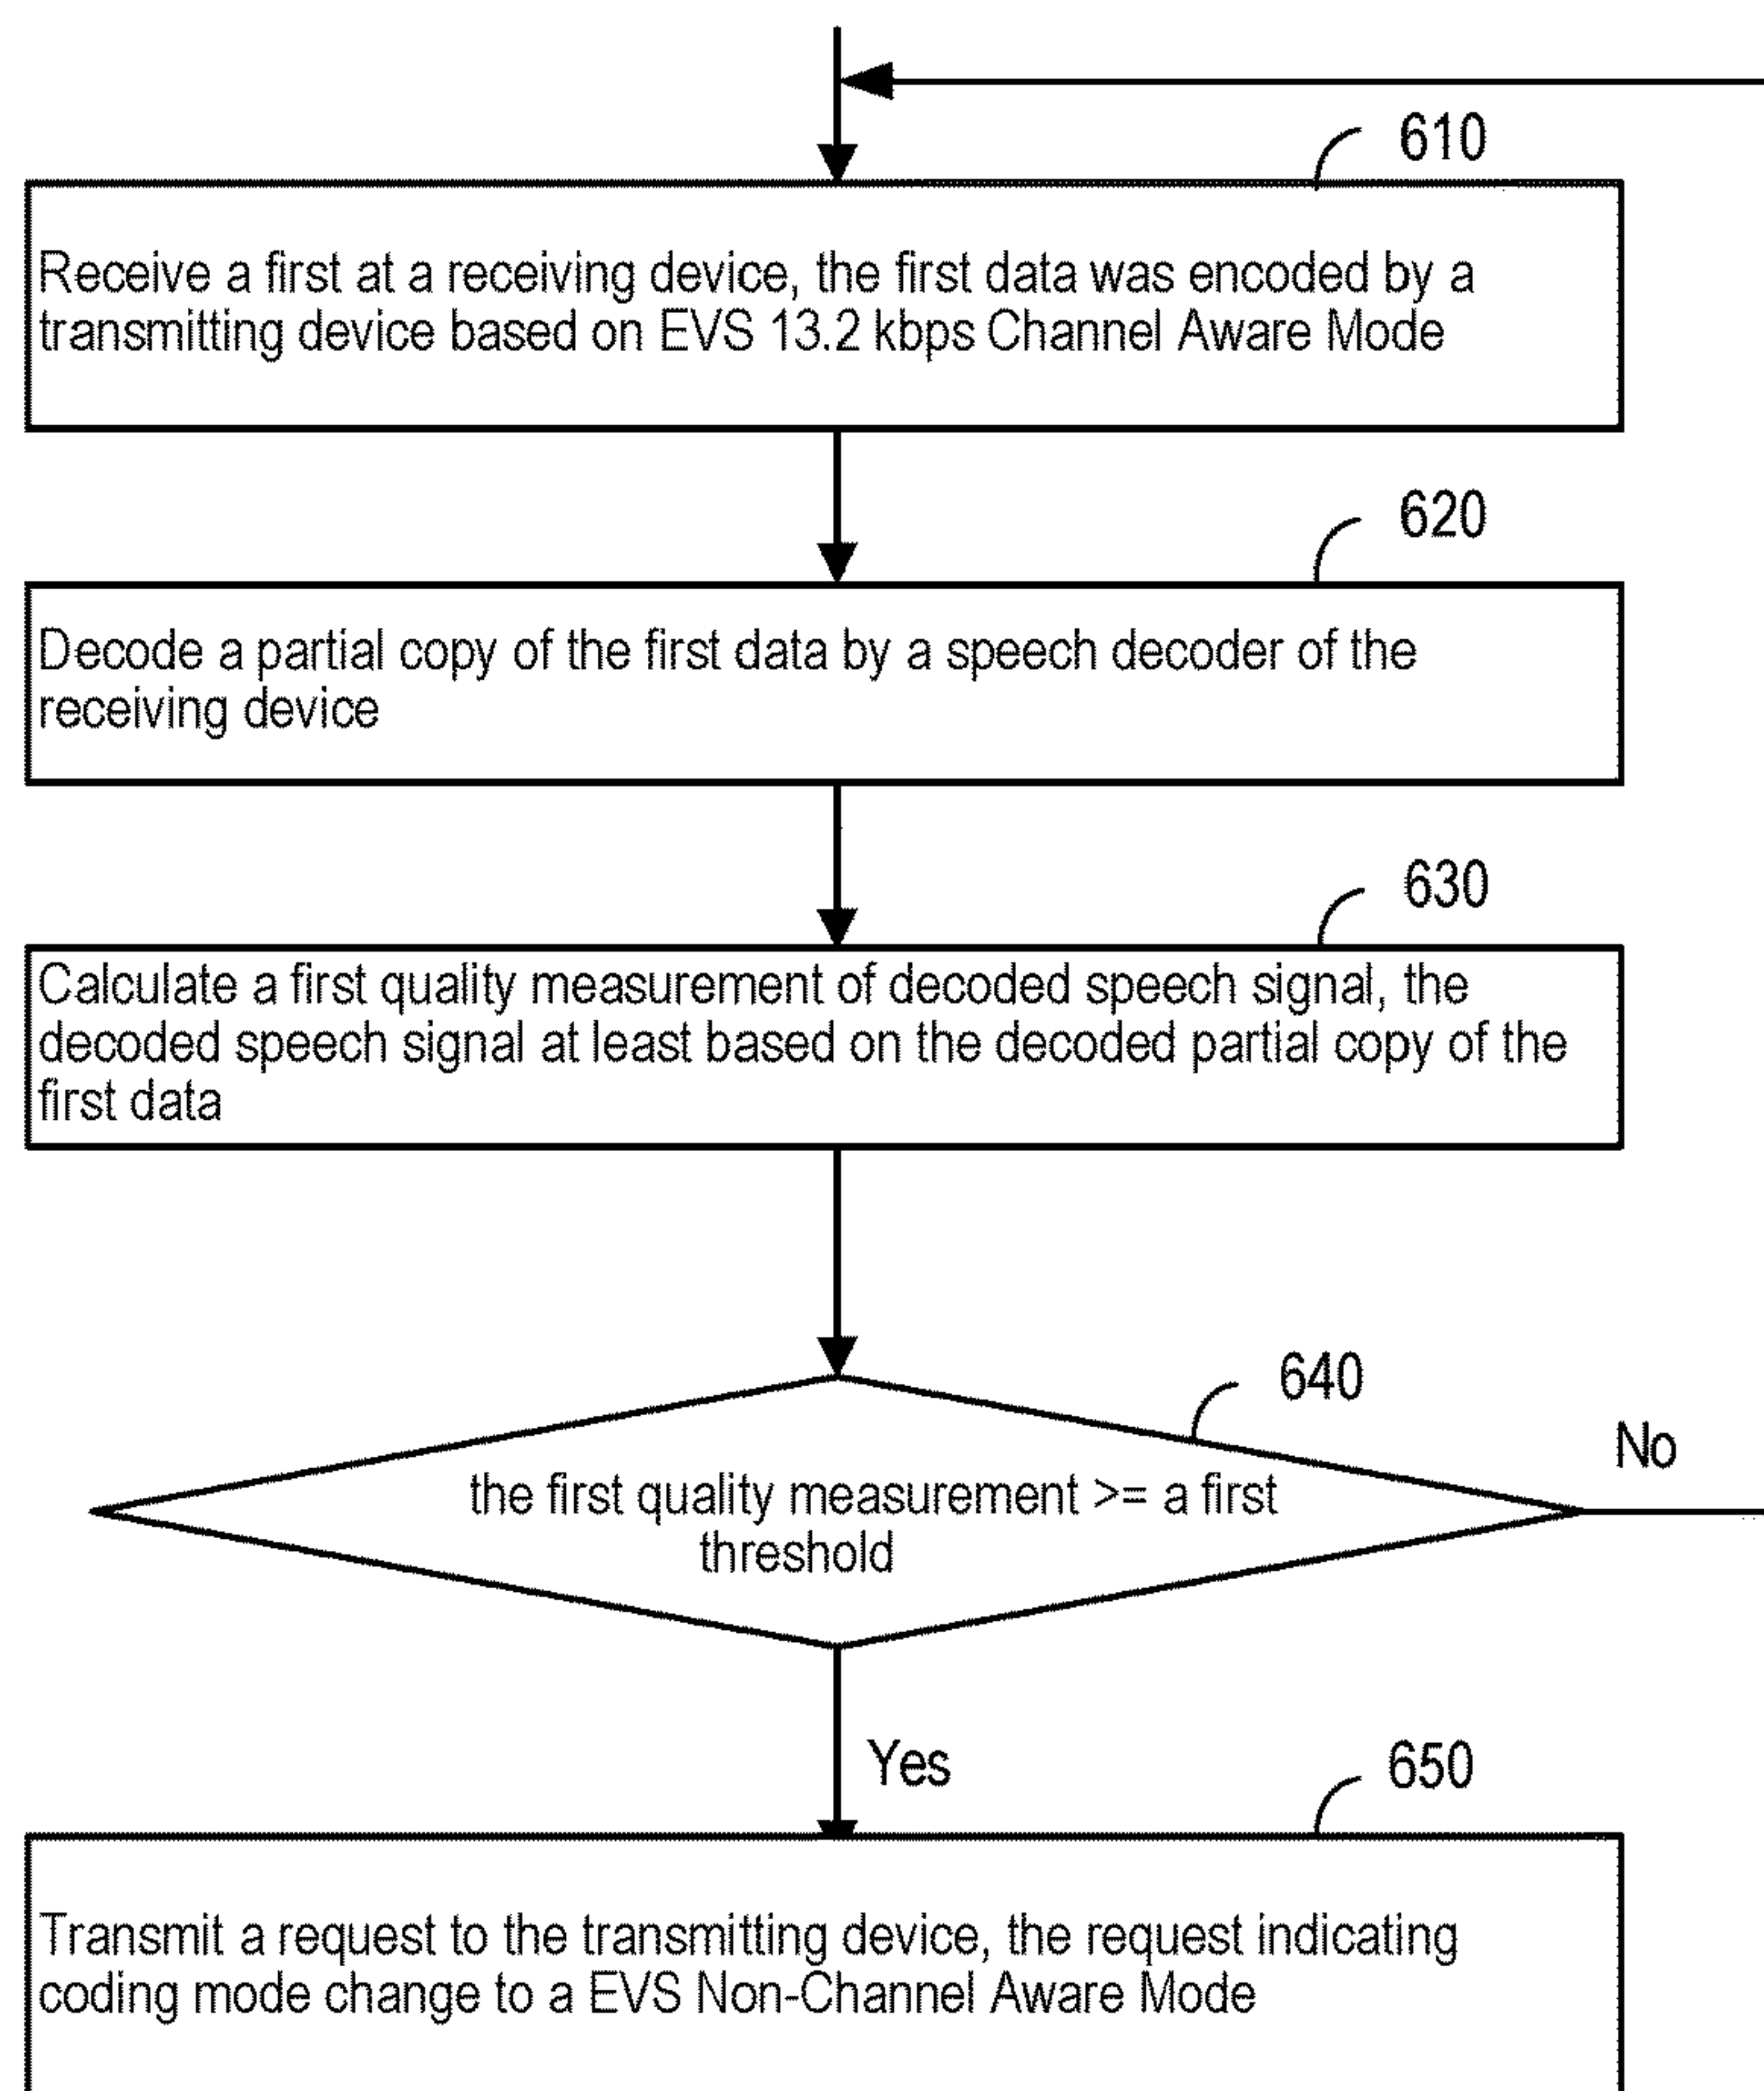 610
Receive a first at a receiving device, the first data was encoded by a
transmitting device based on EVS 13.2 kbps Channel Aware Mode
620
Decode a partial copy of the first data by a speech decoder of the
receiving device
630
Calculate a first quality measurement of decoded speech signal, the
decoded speech signal at least based on the decoded partial copy of the
first data
640
No
the first quality measurement >= a first
threshold
Yes
650
Transmit a request to the transmitting device, the request indicating
coding mode change to a EVS Non-Channel Aware Mode